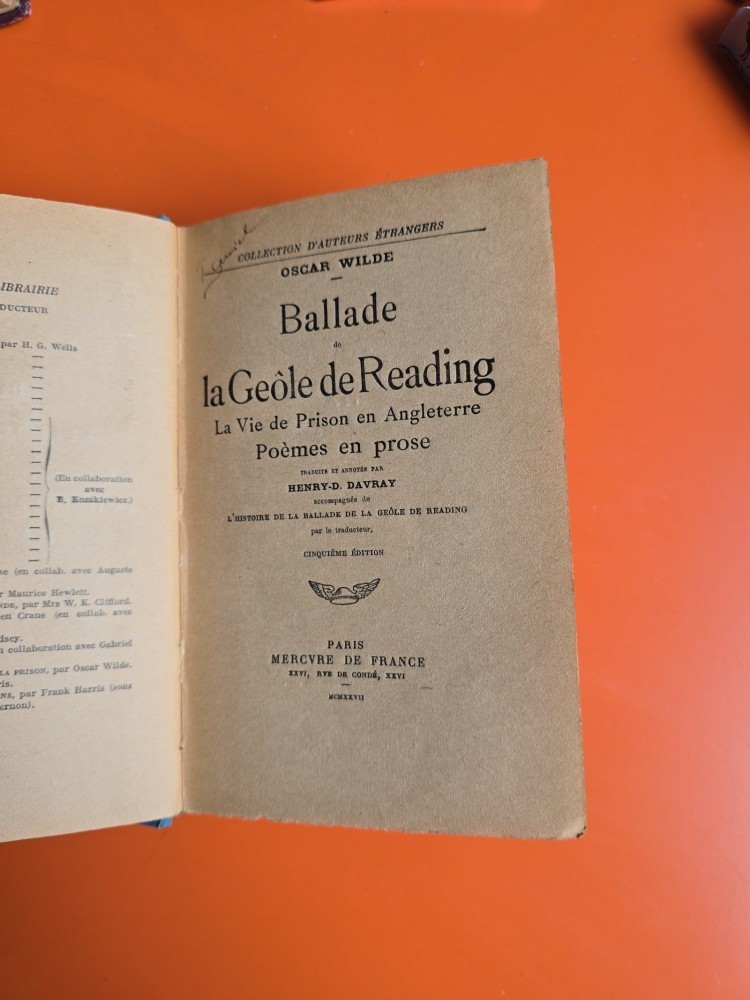 IBRAIRIE
DUCTEUR
par H. G. Wells
(En collaboration
avec
B. Kozakiewicz.)
se (en collab. avec Auguste
r Maurice Hewlett.
NDE, par Mrs W. K. Clifford.
en Crane (en collab. avec
dsey.
n collaboration avec Gabriel
LA PRISON, par Oscar Wilde.
ris.
NS, par Frank Harris (sous
ernon).
COLLECTION D'AUTEURS ÉTRANGERS
OSCAR WILDE
Ballade
de
la Geôle de Reading
La Vie de Prison en Angleterre
Poèmes en prose
TRADUITS ET ANNOTÉS PAR
HENRY-D. DAVRAY
accompagnés de
L'HISTOIRE DE LA BALLADE DE LA GEÔLE DE READING
par le traducteur,
CINQUIÈME ÉDITION
PARIS
MERCVRE DE FRANCE
XXVI, RVE DE CONDÉ, XXVI
MCMXXVII